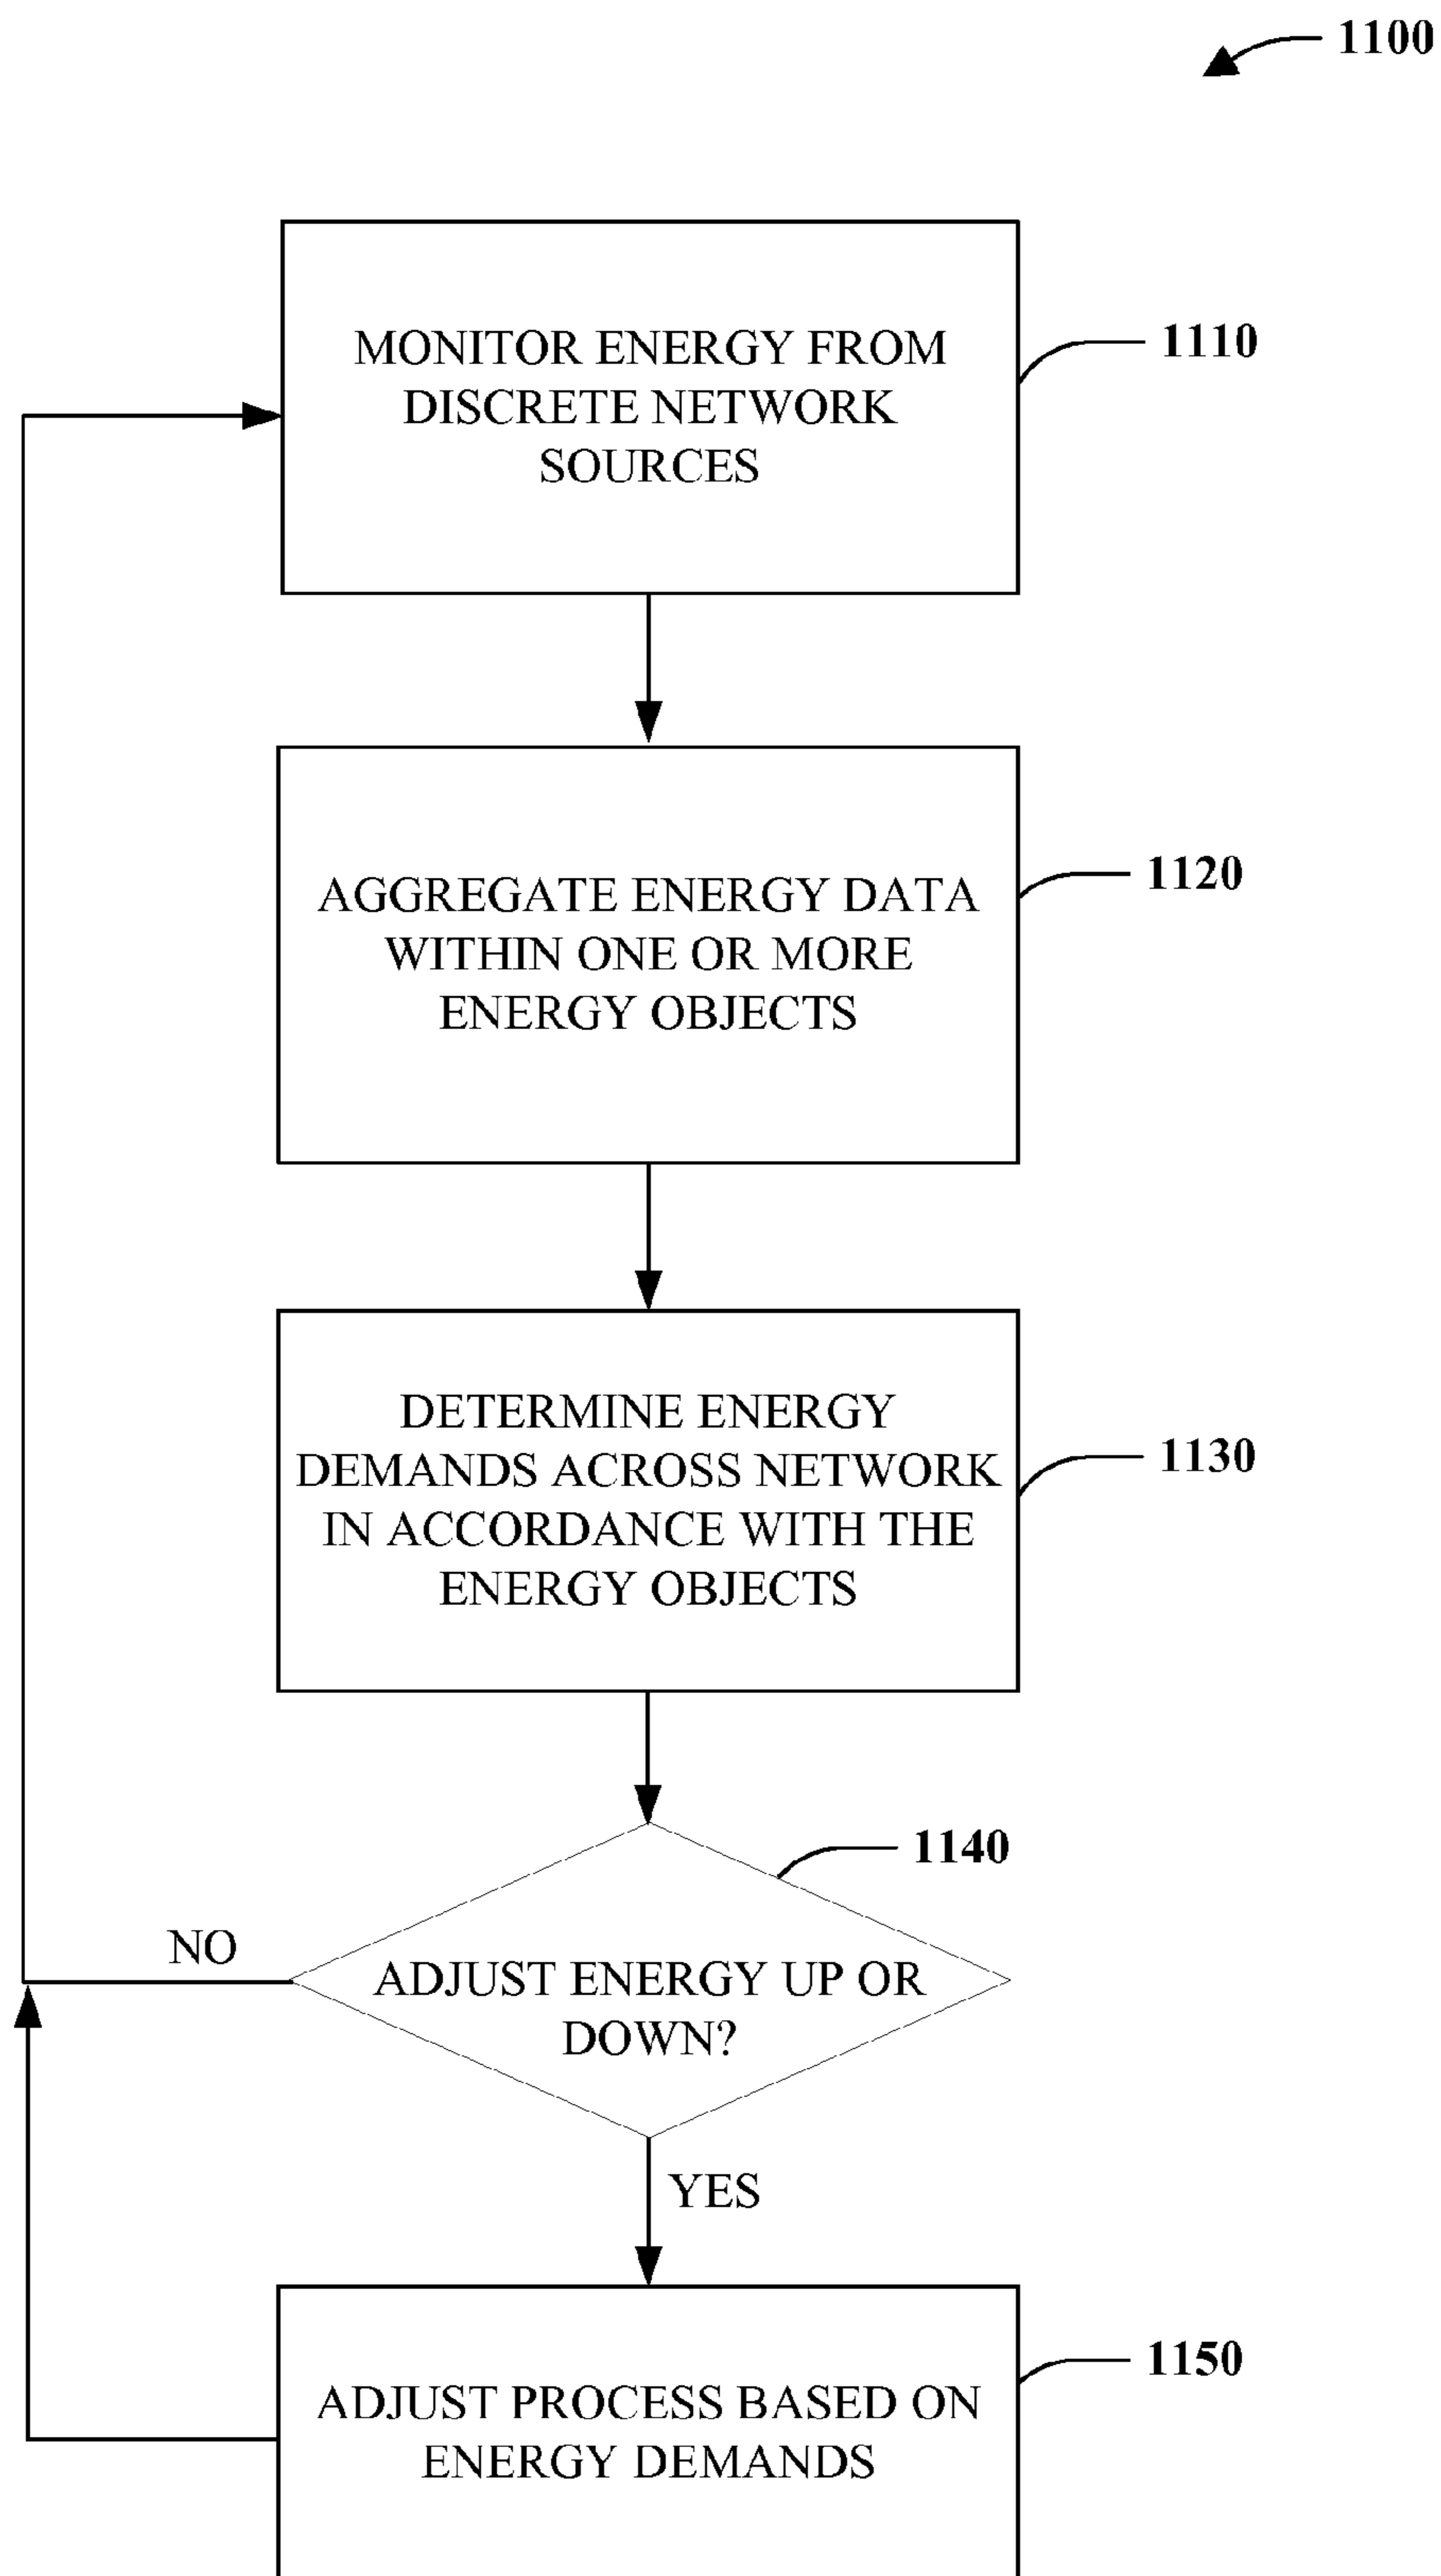 1100
MONITOR ENERGY FROM
DISCRETE NETWORK
SOURCES
1110
AGGREGATE ENERGY DATA
WITHIN ONE OR MORE
ENERGY OBJECTS
1120
DETERMINE ENERGY
DEMANDS ACROSS NETWORK
IN ACCORDANCE WITH THE
ENERGY OBJECTS
1130
1140
NO
ADJUST ENERGY UP OR
DOWN?
YES
1150
ADJUST PROCESS BASED ON
ENERGY DEMANDS